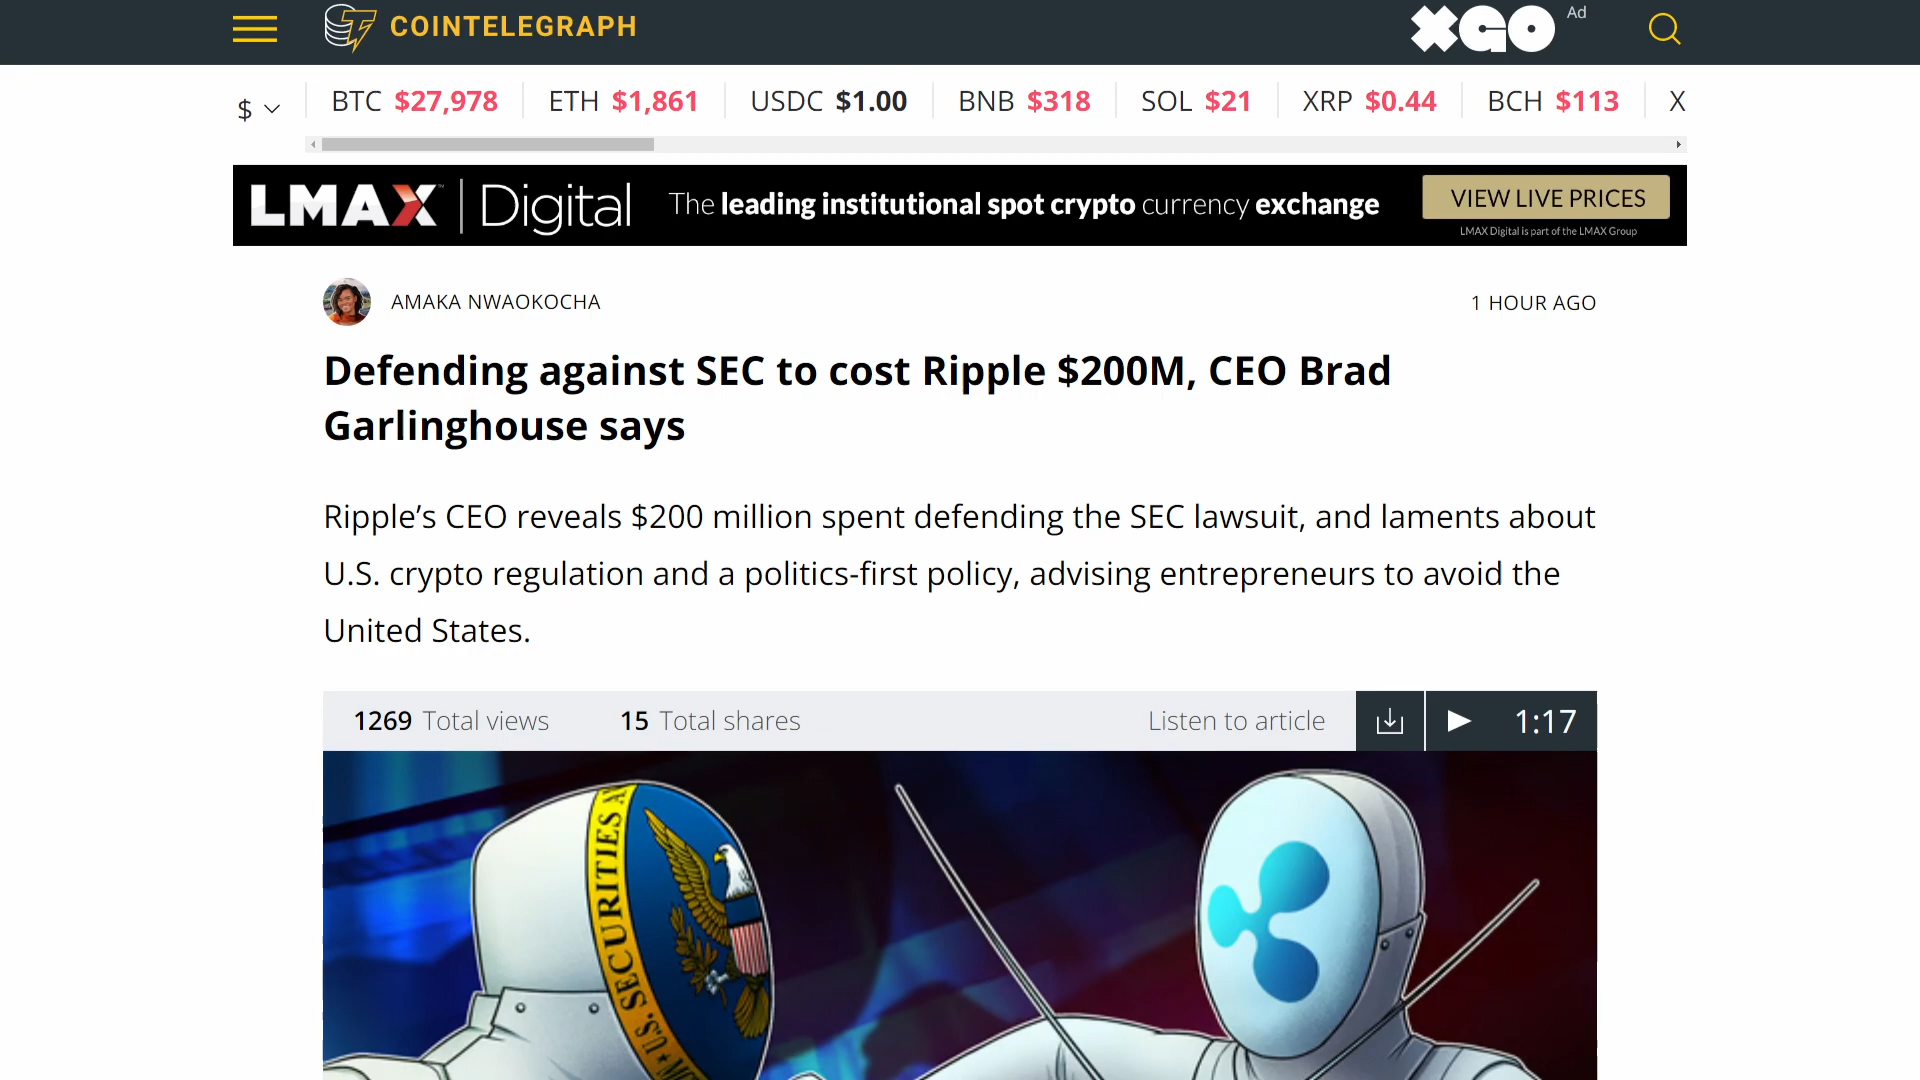 COINTELEGRAPH
XGO Ad
$ BTC $27,978 ETH $1,861 USDC $1.00 BNB $318 SOL $21 XRP $0.44 BCH $113 X
LMAX Digital The leading institutional spot crypto currency exchange VIEW LIVE PRICES
LMAX Digital is part of the LMAX Group
AMAKA NWAOKOCHA 1 HOUR AGO
Defending against SEC to cost Ripple $200M, CEO Brad
Garlinghouse says
Ripple’s CEO reveals $200 million spent defending the SEC lawsuit, and laments about
U.S. crypto regulation and a politics-first policy, advising entrepreneurs to avoid the
United States.
1269 Total views 15 Total shares Listen to article 1:17
U.S. SECURITIES A